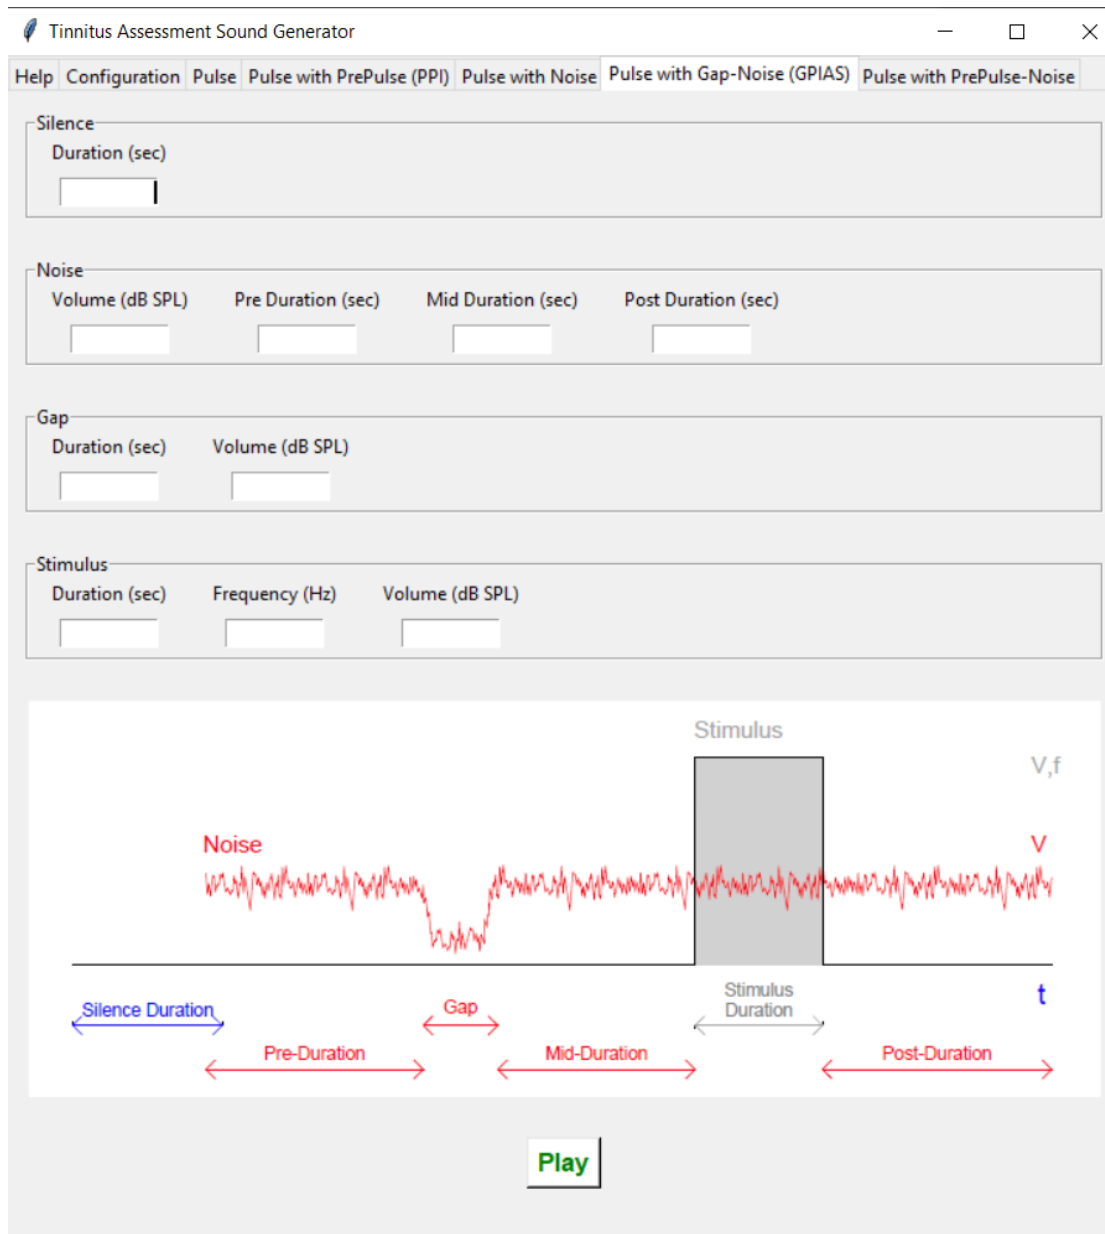 Tinnitus Assessment Sound Generator
Help Configuration Pulse Pulse with PrePulse (PPI) Pulse with Noise Pulse with Gap-Noise (GPIAS) Pulse with PrePulse-Noise
Silence
Duration (sec)
Noise
Volume (dB SPL) Pre Duration (sec) Mid Duration (sec) Post Duration (sec)
Gap
Duration (sec) Volume (dB SPL)
Stimulus
Duration (sec) Frequency (Hz) Volume (dB SPL)
Stimulus
V,f
Noise V
Silence Duration Gap Stimulus Duration t
Pre-Duration Mid-Duration Post-Duration
Play